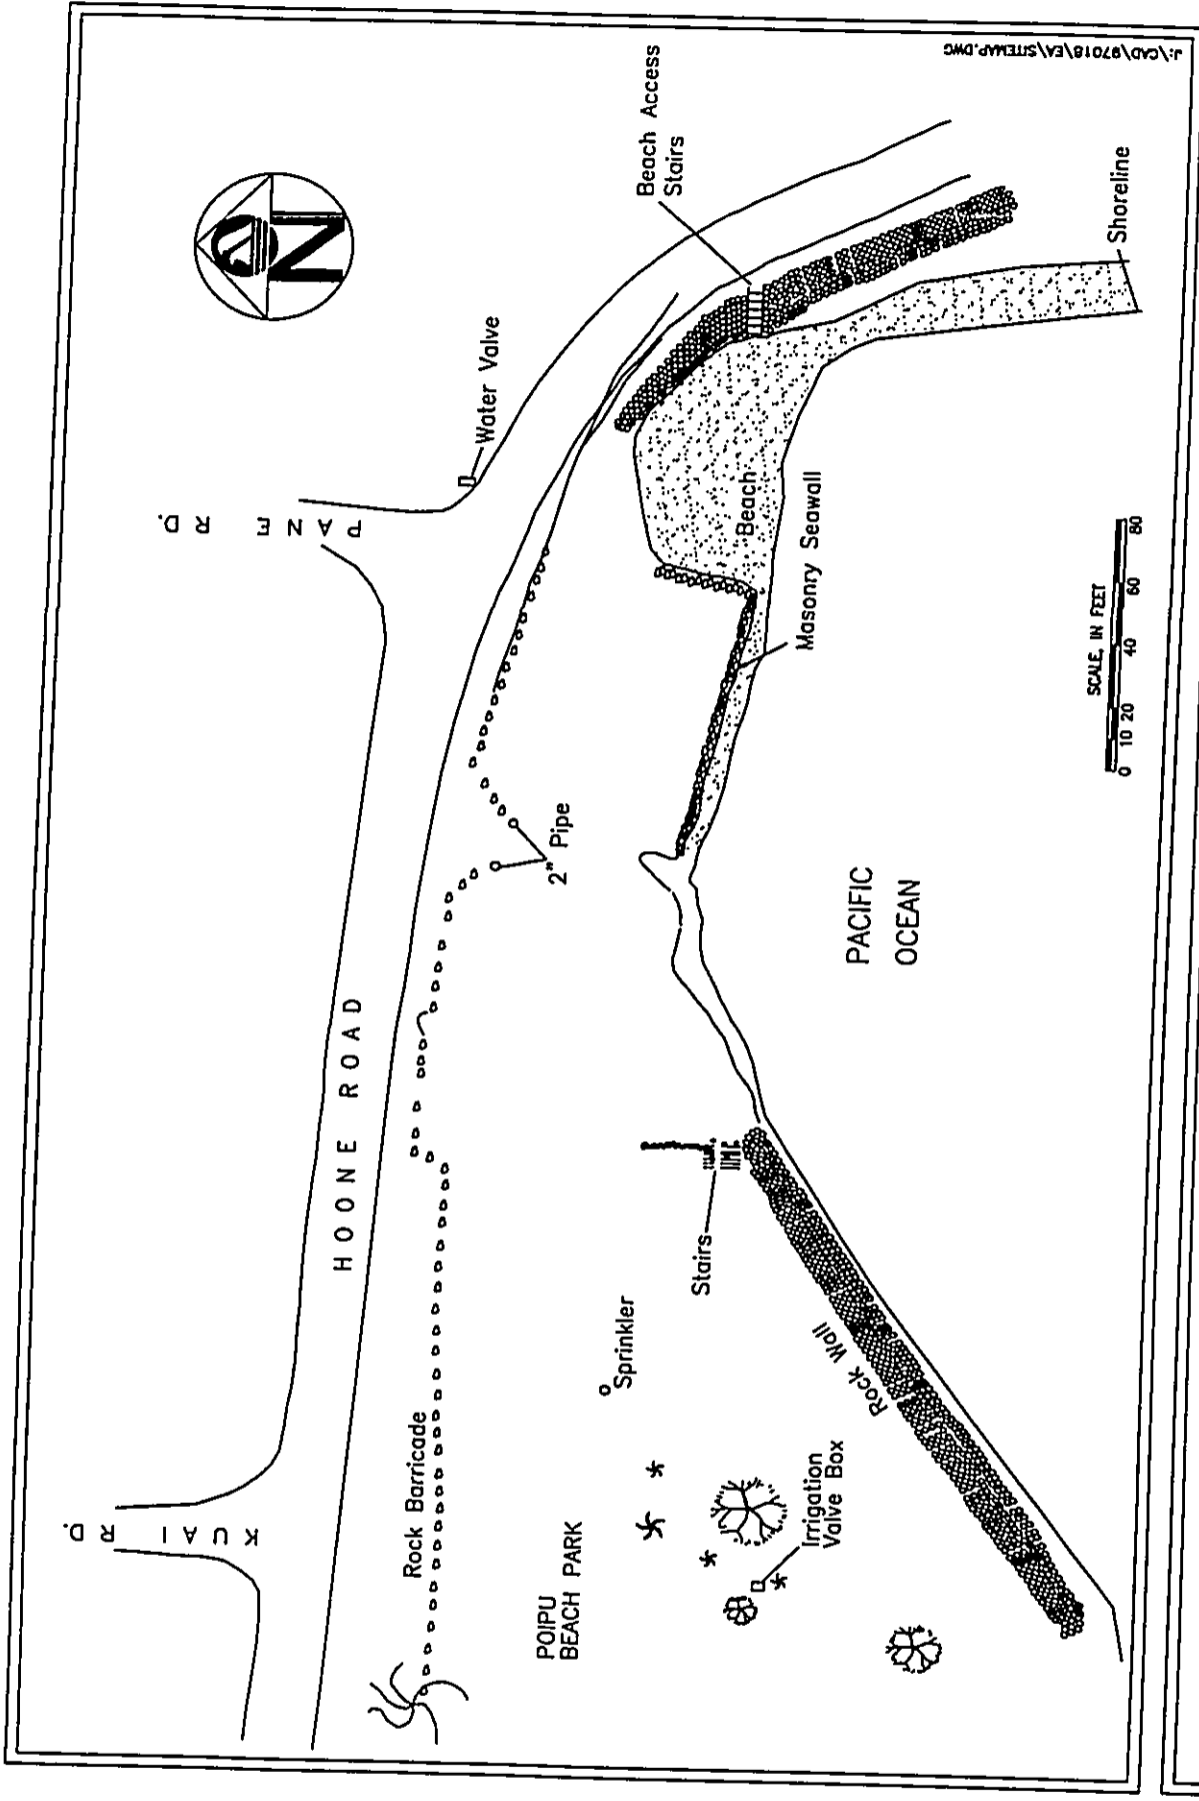 KUAI RD.
PANE RD.
HOONE ROAD
Water Valve
Beach Access
Stairs
Rock Barricade
2" Pipe
POIPU
BEACH PARK
Sprinkler
Stairs
Beach
Masonry Seawall
Shoreline
Irrigation
Valve Box
Rock Wall
PACIFIC
OCEAN
SCALE, IN FEET
0 10 20 40 60 80
N
J:/CAD/97018/EA/SITEMAP.DWG